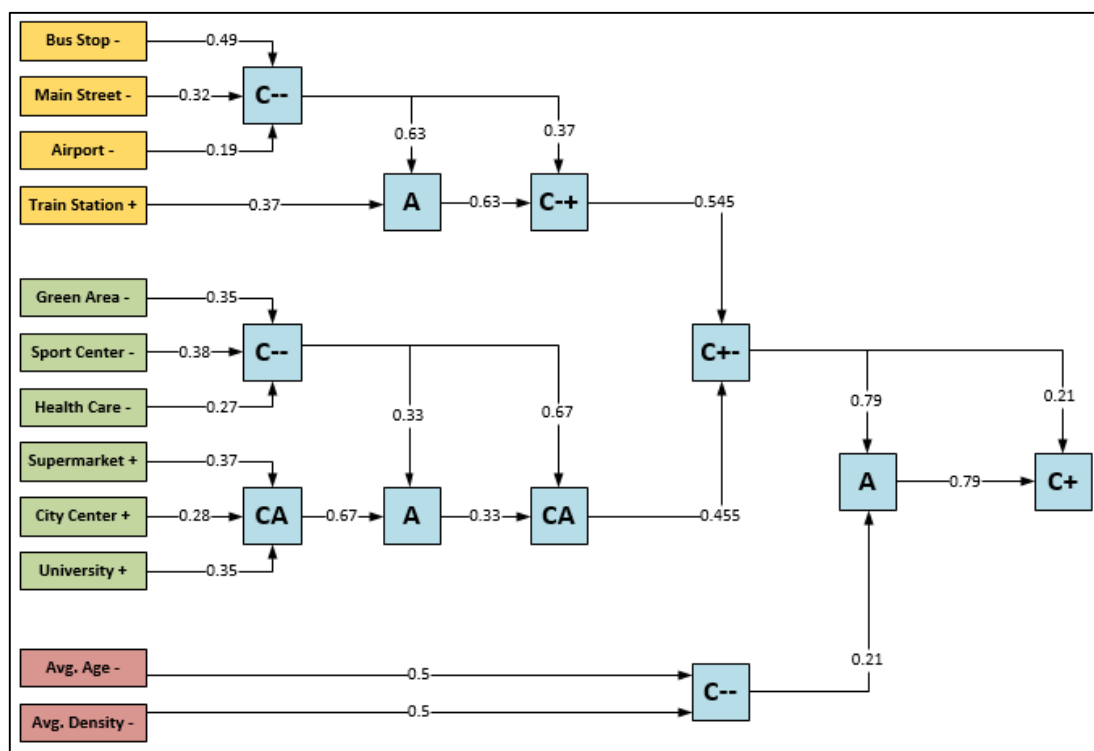 Bus Stop -
0.49
Main Street -
0.32
C--
Airport -
0.19
0.63
0.37
Train Station +
0.37
A
0.63
C-+
0.545
Green Area -
0.35
Sport Center -
0.38
C--
C+-
Health Care -
0.27
0.33
0.67
0.79
0.21
Supermarket +
0.37
A
0.79
C+
City Center +
0.28
CA
0.67
A
0.33
CA
0.455
University +
0.35
Avg. Age -
0.5
0.21
C--
Avg. Density -
0.5